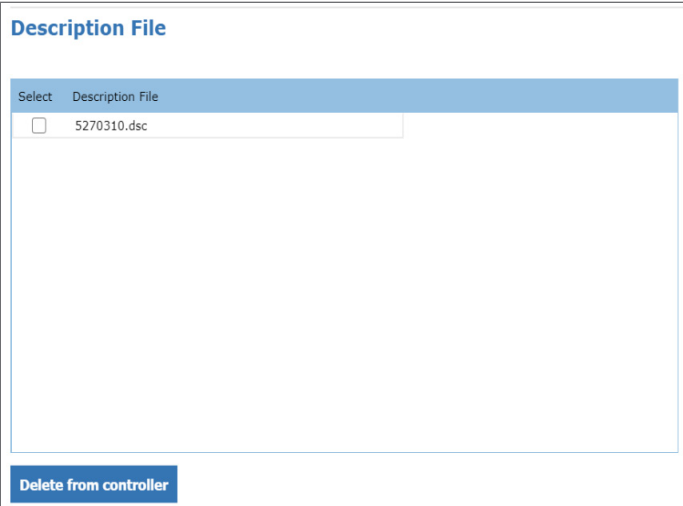 Description File
Select Description File
5270310.dsc
Delete from controller